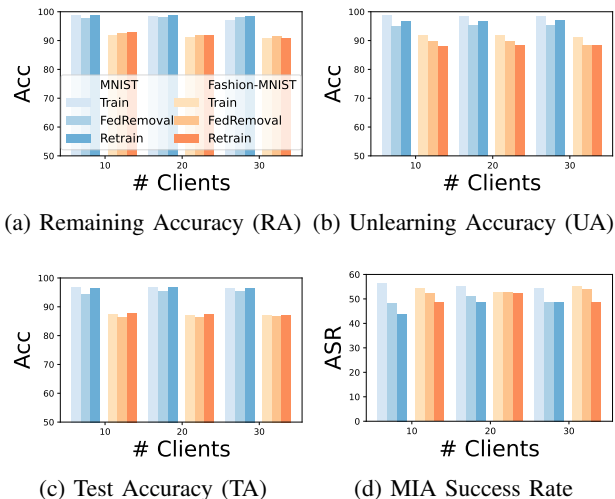 100
90
80
70
60
50
Acc
MNIST
Train
FedRemoval
Retrain
Fashion-MNIST
Train
FedRemoval
Retrain
10
20
30
# Clients
(a) Remaining Accuracy (RA)
100
90
80
70
60
50
Acc
10
20
30
# Clients
(b) Unlearning Accuracy (UA)
100
90
80
70
60
50
Acc
10
20
30
# Clients
(c) Test Accuracy (TA)
60
50
40
30
20
10
0
ASR
10
20
30
# Clients
(d) MIA Success Rate